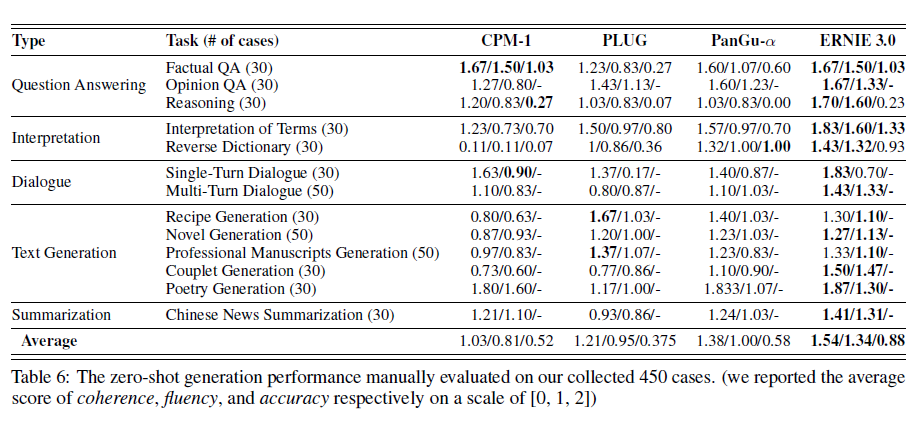 Type Task (# of cases) CPM-1 PLUG PanGu-α ERNIE 3.0
Factual QA (30) 1.67/1.50/1.03 1.23/0.83/0.27 1.60/1.07/0.60 1.67/1.50/1.03
Question Answering Opinion QA (30) 1.27/0.80/- 1.43/1.13/- 1.60/1.23/- 1.67/1.33/-
Reasoning (30) 1.20/0.83/0.27 1.03/0.83/0.07 1.03/0.83/0.00 1.70/1.60/0.23
Interpretation Interpretation of Terms (30) 1.23/0.73/0.70 1.50/0.97/0.80 1.57/0.97/0.70 1.83/1.60/1.33
Reverse Dictionary (30) 0.11/0.11/0.07 1/0.86/0.36 1.32/1.00/1.00 1.43/1.32/0.93
Dialogue Single-Turn Dialogue (30) 1.63/0.90/- 1.37/0.17/- 1.40/0.87/- 1.83/0.70/-
Multi-Turn Dialogue (50) 1.10/0.83/- 0.80/0.87/- 1.10/1.03/- 1.43/1.33/-
Recipe Generation (30) 0.80/0.63/- 1.67/1.03/- 1.40/1.03/- 1.30/1.10/-
Novel Generation (50) 0.87/0.93/- 1.20/1.00/- 1.23/1.03/- 1.27/1.13/-
Text Generation Professional Manuscripts Generation (50) 0.97/0.83/- 1.37/1.07/- 1.23/0.83/- 1.33/1.10/-
Couplet Generation (30) 0.73/0.60/- 0.77/0.86/- 1.10/0.90/- 1.50/1.47/-
Poetry Generation (30) 1.80/1.60/- 1.17/1.00/- 1.833/1.07/- 1.87/1.30/-
Summarization Chinese News Summarization (30) 1.21/1.10/- 0.93/0.86/- 1.24/1.03/- 1.41/1.31/-
Average 1.03/0.81/0.52 1.21/0.95/0.375 1.38/1.00/0.58 1.54/1.34/0.88
Table 6: The zero-shot generation performance manually evaluated on our collected 450 cases. (we reported the average
score of coherence, fluency, and accuracy respectively on a scale of [0, 1, 2])